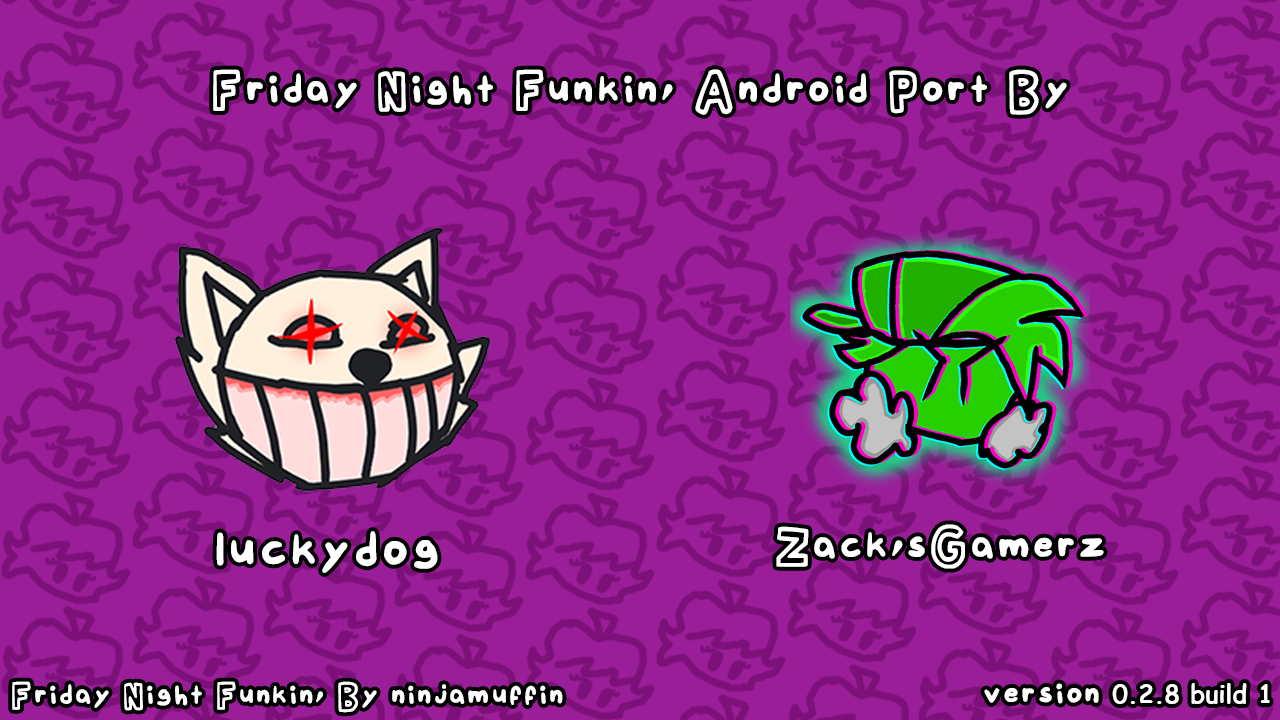 Friday Night Funkin' Android Port By
luckydog
Zack'sGamerz
Friday Night Funkin' By ninjamuffin
version 0.2.8 build 1